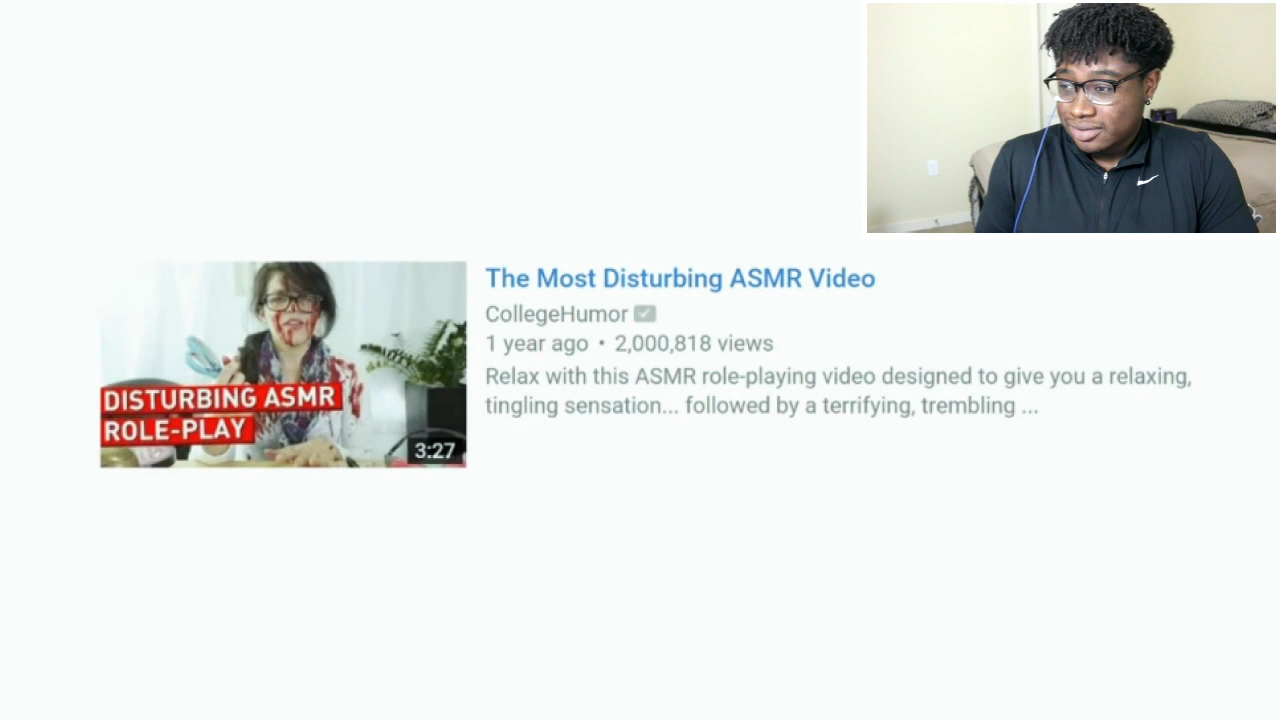 The Most Disturbing ASMR Video
CollegeHumor
1 year ago • 2,000,818 views
Relax with this ASMR role-playing video designed to give you a relaxing,
tingling sensation... followed by a terrifying, trembling ...
DISTURBING ASMR
ROLE-PLAY
3:27